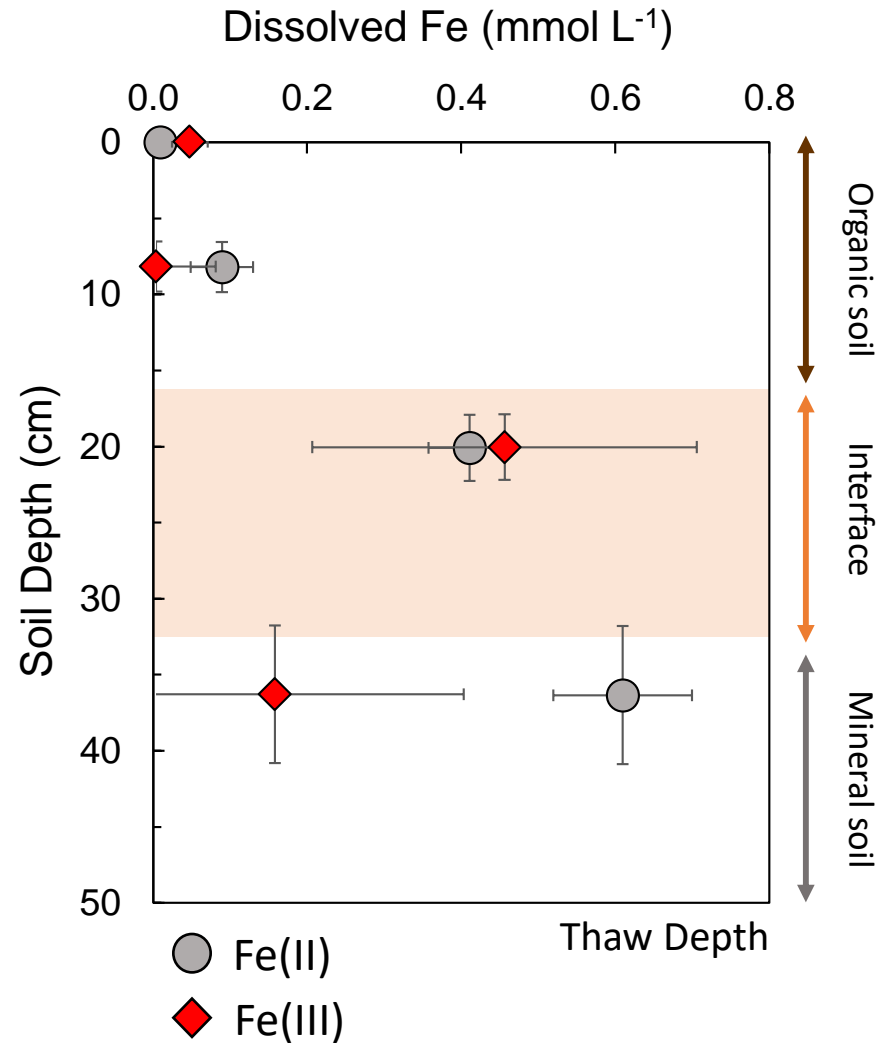 Dissolved Fe (mmol L-1)
0.0 0.2 0.4 0.6 0.8
0
10
20
30
40
50
Soil Depth (cm)
Organic soil
Interface
Mineral soil
Thaw Depth
Fe(II)
Fe(III)